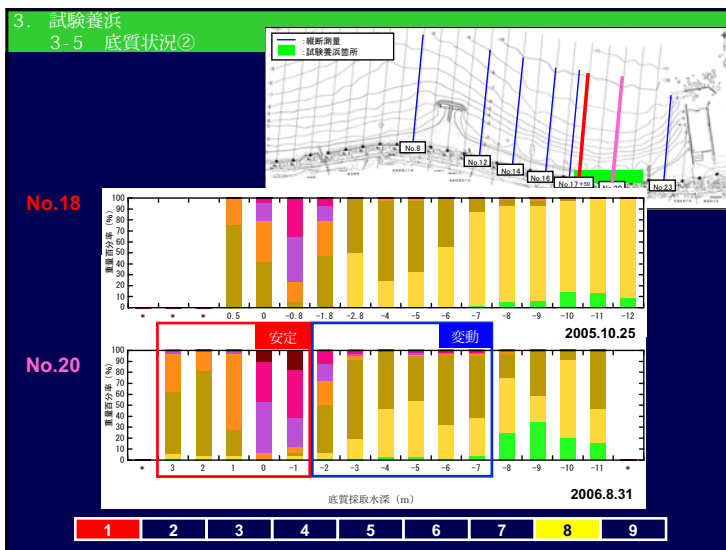 3. 試験養浜
3-5 底質状況②
:縦断測量
:試験養浜箇所
No.8
No.12
No.14
No.16
No.17+50
No.23
No.18
重量百分率(%)
100
90
80
70
60
50
40
30
20
10
0
* * * 0.5 0 -0.8 -1.8 -2.8 -4 -5 -6 -7 -8 -9 -10 -11 -12
2005.10.25
安定
変動
No.20
重量百分率(%)
100
90
80
70
60
50
40
30
20
10
0
* 3 2 1 0 -1 -2 -3 -4 -5 -6 -7 -8 -9 -10 -11 *
底質採取水深(m)
2006.8.31
1 2 3 4 5 6 7 8 9